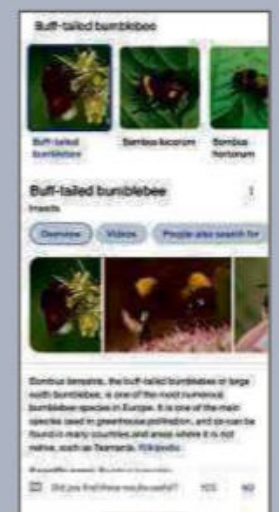 Buff-tailed bumblebee
Buff-tailed
bumblebee
Bombus lucorum
Bombus
hortorum
Buff-tailed bumblebee
Insects
Overview
Videos
People also search for
Bombus terrestris, the buff-tailed bumblebee or large
earth bumblebee, is one of the most numerous
bumblebee species in Europe. It is one of the main
species used in greenhouse pollination, and so can be
found in many countries and areas where it is not
native, such as Tasmania. Wikipedia
Did you find these results useful?
YES
NO